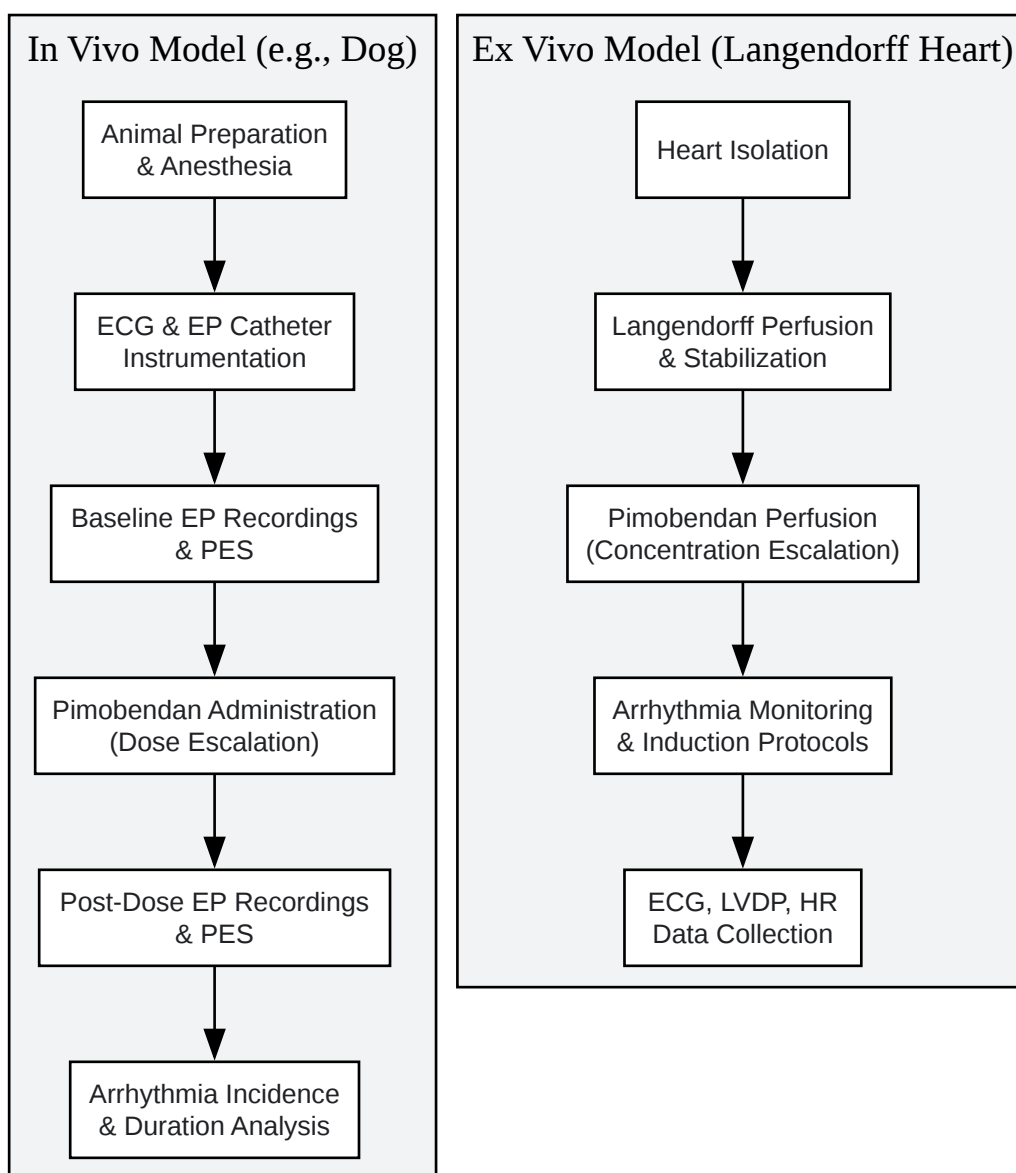 In Vivo Model (e.g., Dog)
Animal Preparation
& Anesthesia
ECG & EP Catheter
Instrumentation
Baseline EP Recordings
& PES
Pimobendan Administration
(Dose Escalation)
Post-Dose EP Recordings
& PES
Arrhythmia Incidence
& Duration Analysis
Ex Vivo Model (Langendorff Heart)
Heart Isolation
Langendorff Perfusion
& Stabilization
Pimobendan Perfusion
(Concentration Escalation)
Arrhythmia Monitoring
& Induction Protocols
ECG, LVDP, HR
Data Collection